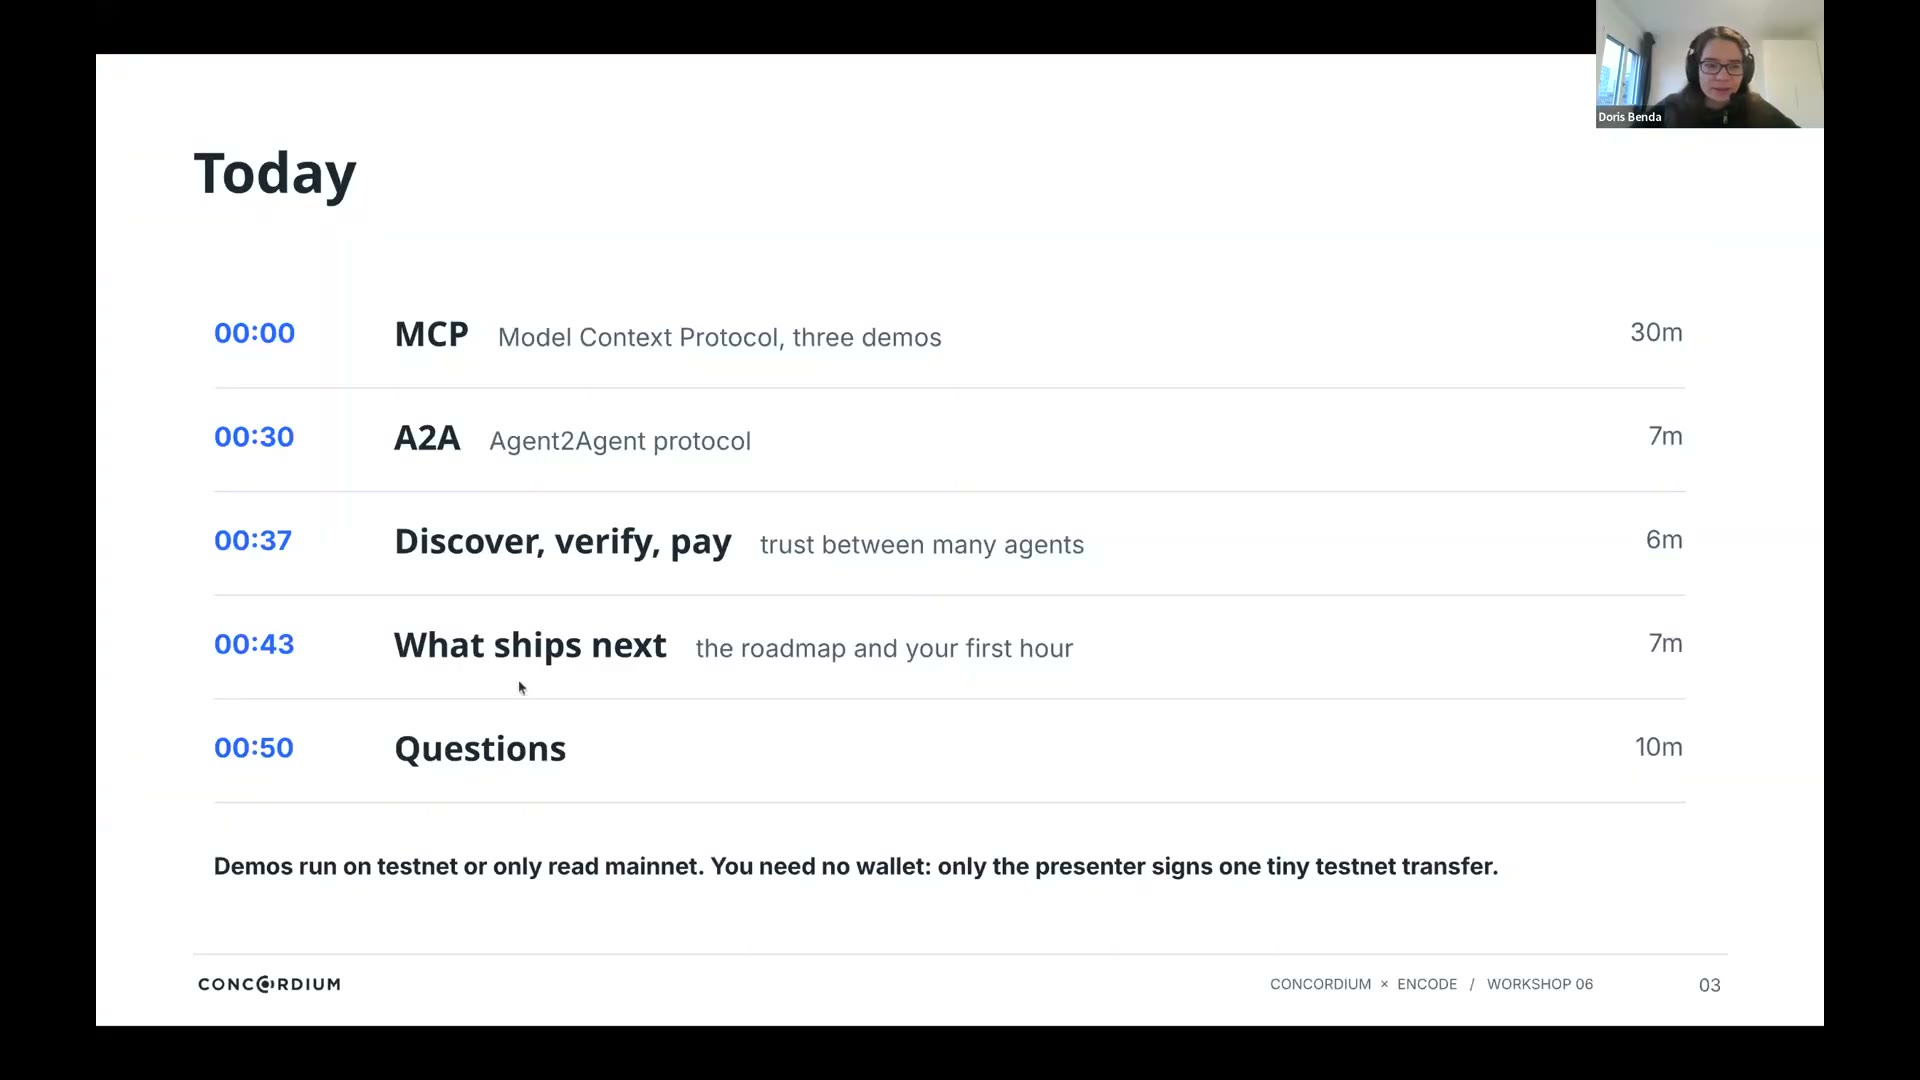 Doris Benda
Today
00:00 MCP Model Context Protocol, three demos 30m
00:30 A2A Agent2Agent protocol 7m
00:37 Discover, verify, pay trust between many agents 6m
00:43 What ships next the roadmap and your first hour 7m
00:50 Questions 10m
Demos run on testnet or only read mainnet. You need no wallet: only the presenter signs one tiny testnet transfer.
CONCORDIUM CONCORDIUM × ENCODE / WORKSHOP 06 03